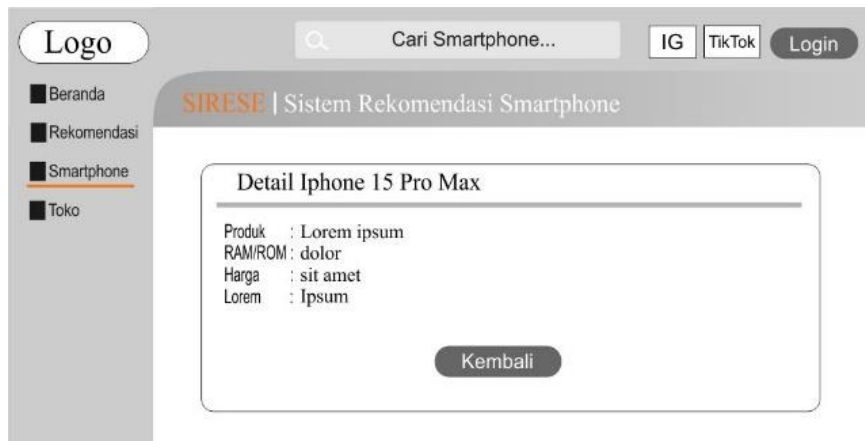 Logo
Cari Smartphone...
IG
TikTok
Login
Beranda
Rekomendasi
Smartphone
Toko
SIRESE | Sistem Rekomendasi Smartphone
Detail Iphone 15 Pro Max
Produk : Lorem ipsum
RAM/ROM : dolor
Harga : sit amet
Lorem : Ipsum
Kembali